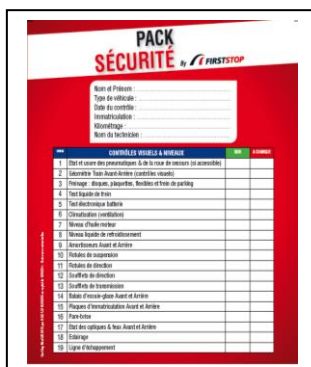 PACK
SÉCURITÉ By FIRSTSTOP
Nom et Prénom :
Type de véhicule :
Date du contrôle :
Immatriculation :
Kilométrage :
Nom du technicien :
CONTRÔLES VISUELS & NIVEAUX
1 Etat et usure des pneumatiques & de la roue de secours (si accessible)
2 Géométrie Train Avant-Arrière (contrôles visuels)
3 Freinage : disques, plaquettes, flexibles et frein de parking
4 Test liquide de frein
5 Test électronique batterie
6 Climatisation (ventilation)
7 Niveau d'huile moteur
8 Niveau liquide de refroidissement
9 Amortisseurs Avant et Arrière
10 Rotules de suspension
11 Rotules de direction
12 Soufflets de direction
13 Soufflets de transmission
14 Balais d'essuie-glace Avant et Arrière
15 Plaques d'immatriculation Avant et Arrière
16 Pare-brise
17 Etat des optiques & feux Avant et Arrière
18 Eclairage
19 Ligne d'échappement